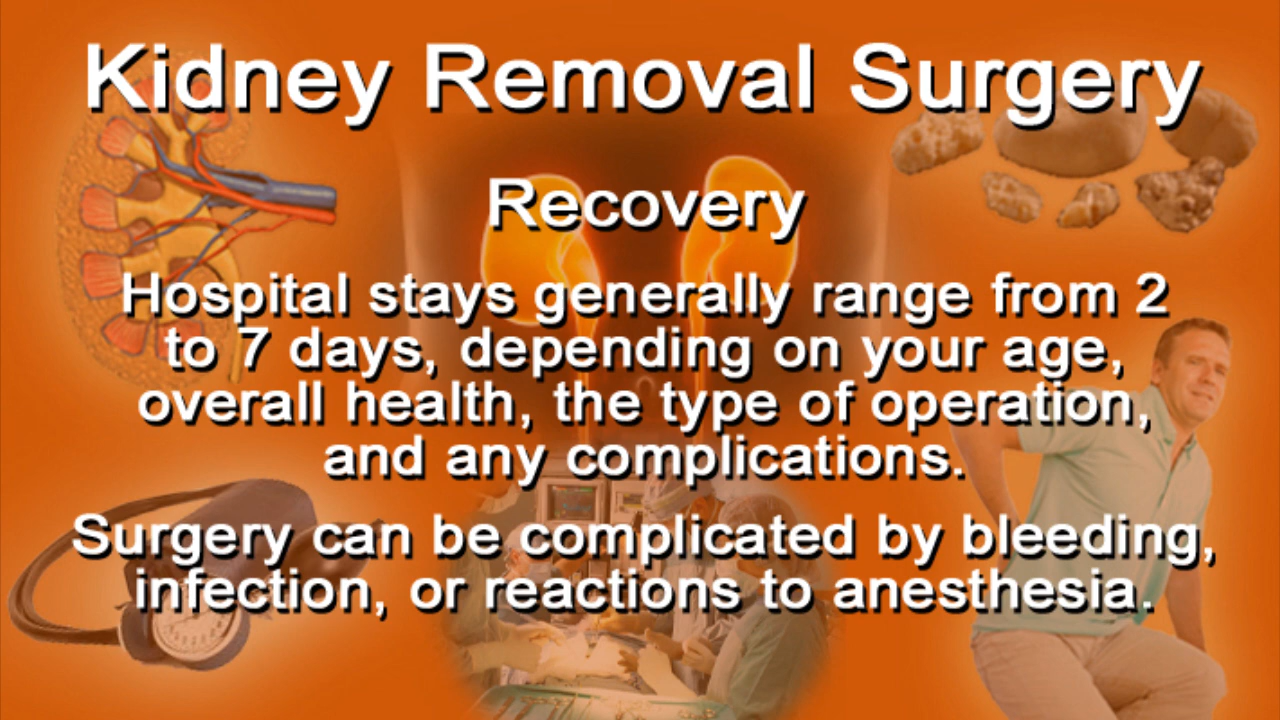 Kidney Removal Surgery
Recovery
Hospital stays generally range from 2
to 7 days, depending on your age,
overall health, the type of operation,
and any complications.
Surgery can be complicated by bleeding,
infection, or reactions to anesthesia.